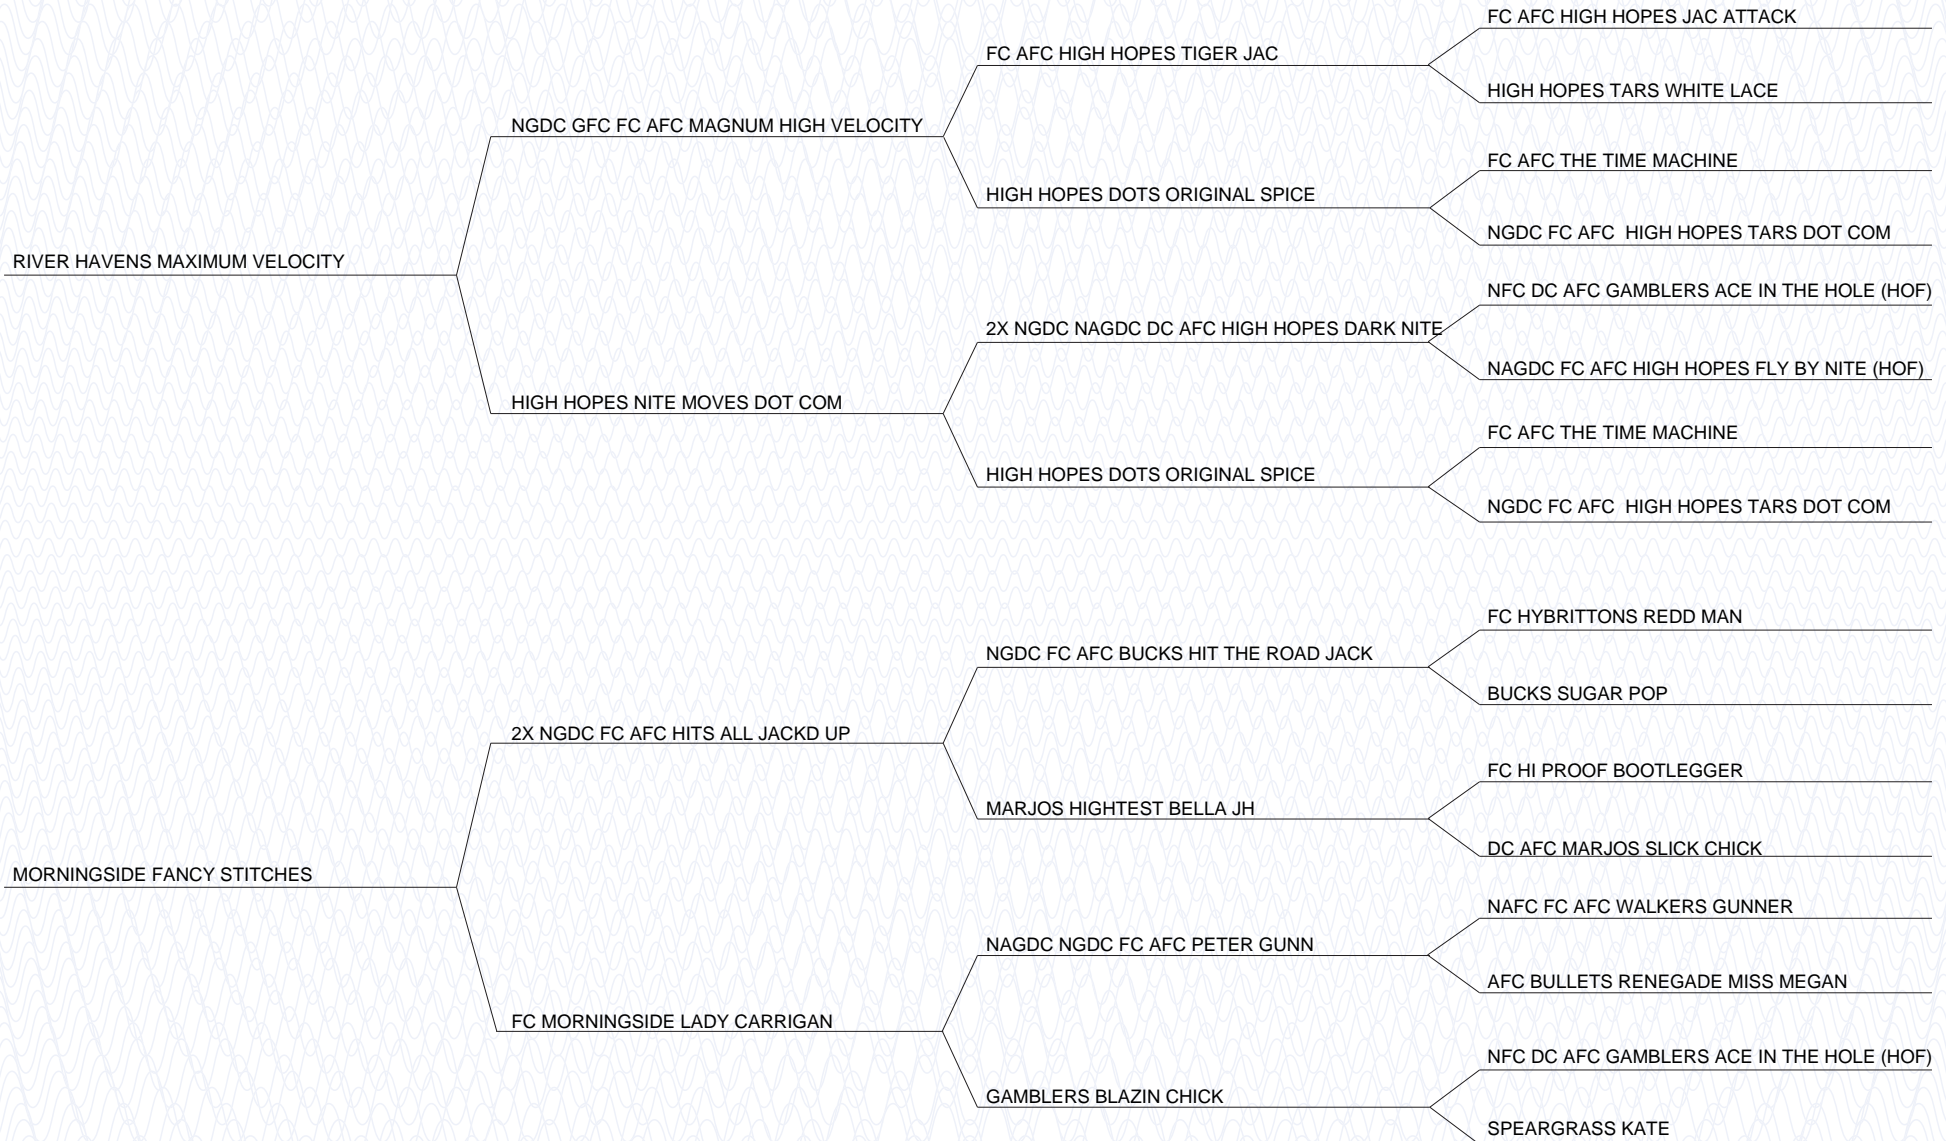 FC AFC HIGH HOPES JAC ATTACK
FC AFC HIGH HOPES TIGER JAC
HIGH HOPES TARS WHITE LACE
NGDC GFC FC AFC MAGNUM HIGH VELOCITY
FC AFC THE TIME MACHINE
HIGH HOPES DOTS ORIGINAL SPICE
NGDC FC AFC  HIGH HOPES TARS DOT COM
RIVER HAVENS MAXIMUM VELOCITY
NFC DC AFC GAMBLERS ACE IN THE HOLE (HOF)
2X NGDC NAGDC DC AFC HIGH HOPES DARK NITE
NAGDC FC AFC HIGH HOPES FLY BY NITE (HOF)
HIGH HOPES NITE MOVES DOT COM
FC AFC THE TIME MACHINE
HIGH HOPES DOTS ORIGINAL SPICE
NGDC FC AFC  HIGH HOPES TARS DOT COM
FC HYBRITTONS REDD MAN
NGDC FC AFC BUCKS HIT THE ROAD JACK
BUCKS SUGAR POP
2X NGDC FC AFC HITS ALL JACKD UP
FC HI PROOF BOOTLEGGER
MARJOS HIGHTEST BELLA JH
DC AFC MARJOS SLICK CHICK
MORNINGSIDE FANCY STITCHES
NAFC FC AFC WALKERS GUNNER
NAGDC NGDC FC AFC PETER GUNN
AFC BULLETS RENEGADE MISS MEGAN
FC MORNINGSIDE LADY CARRIGAN
NFC DC AFC GAMBLERS ACE IN THE HOLE (HOF)
GAMBLERS BLAZIN CHICK
SPEARGRASS KATE